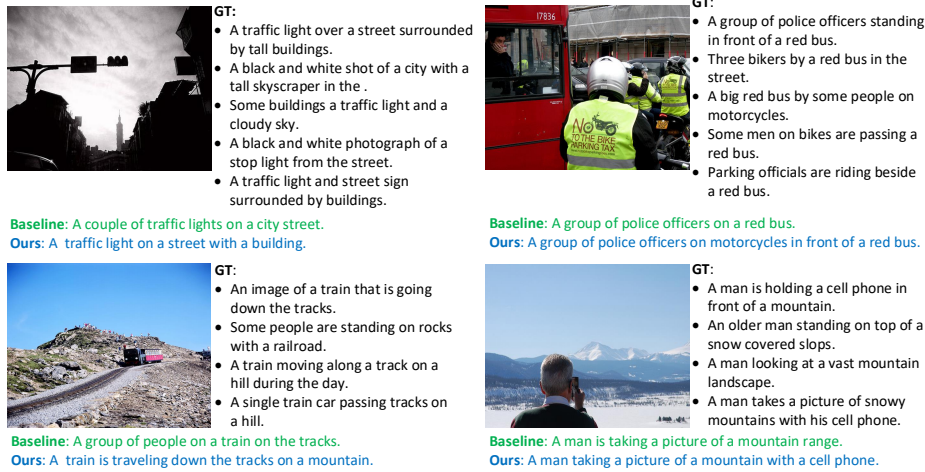 GT:
• A traffic light over a street surrounded
by tall buildings.
• A black and white shot of a city with a
tall skyscraper in the .
• Some buildings a traffic light and a
cloudy sky.
• A black and white photograph of a
stop light from the street.
• A traffic light and street sign
surrounded by buildings.
Baseline: A couple of traffic lights on a city street.
Ours: A  traffic light on a street with a building.
17836
NO
TO THE BIKE
PARKING TAX
GT:
• A group of police officers standing
in front of a red bus.
• Three bikers by a red bus in the
street.
• A big red bus by some people on
motorcycles.
• Some men on bikes are passing a
red bus.
• Parking officials are riding beside
a red bus.
Baseline: A group of police officers on a red bus.
Ours: A group of police officers on motorcycles in front of a red bus.
GT:
• An image of a train that is going
down the tracks.
• Some people are standing on rocks
with a railroad.
• A train moving along a track on a
hill during the day.
• A single train car passing tracks on
a hill.
Baseline: A group of people on a train on the tracks.
Ours: A  train is traveling down the tracks on a mountain.
GT:
• A man is holding a cell phone in
front of a mountain.
• An older man standing on top of a
snow covered slops.
• A man looking at a vast mountain
landscape.
• A man takes a picture of snowy
mountains with his cell phone.
Baseline: A man is taking a picture of a mountain range.
Ours: A man taking a picture of a mountain with a cell phone.